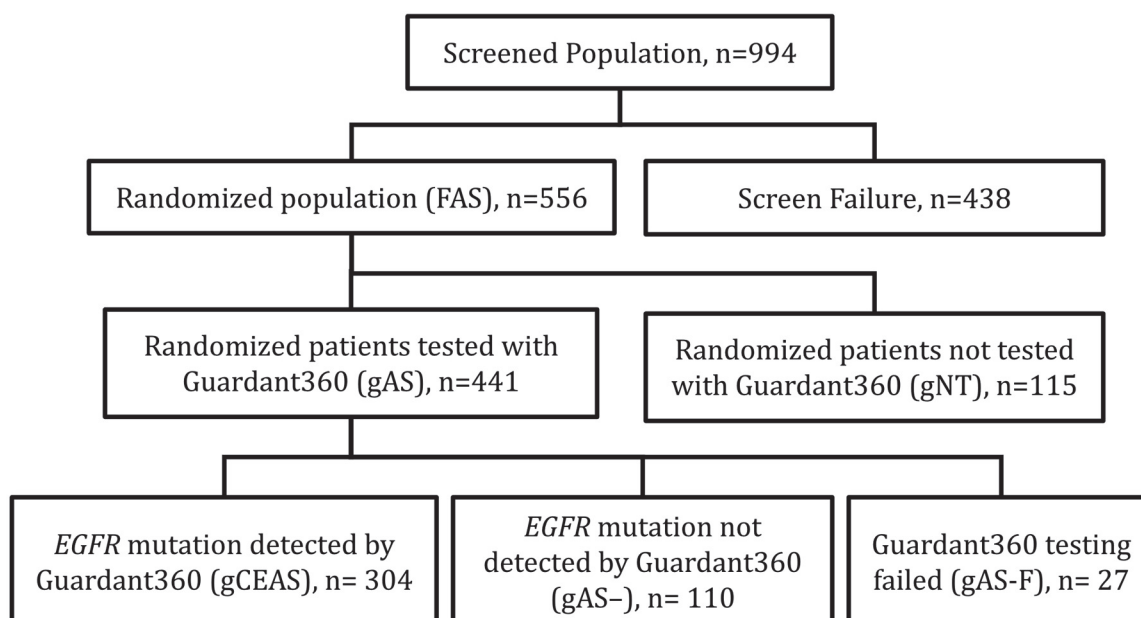 Screened Population, n=994
Randomized population (FAS), n=556
Screen Failure, n=438
Randomized patients tested with
Guardant360 (gAS), n=441
Randomized patients not tested
with Guardant360 (gNT), n=115
EGFR mutation detected by
Guardant360 (gCEAS), n= 304
EGFR mutation not
detected by Guardant360
(gAS–), n= 110
Guardant360 testing
failed (gAS-F), n= 27